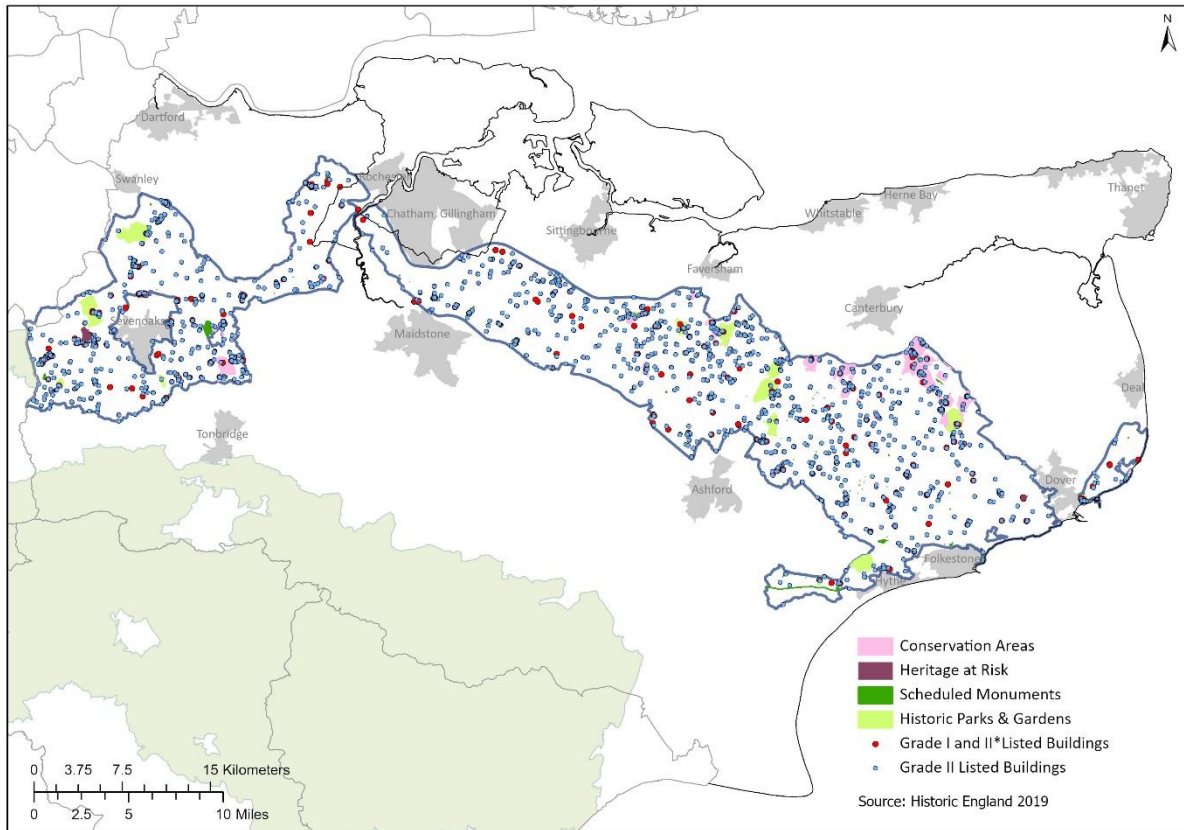 N
Dartford
Swanley
Rochester
Chatham
Gillingham
Sittingbourne
Whitstable
Herne Bay
Thanet
Faversham
Canterbury
Sevenoaks
Maidstone
Deal
Tonbridge
Ashford
Dover
Folkestone
Hythe
Conservation Areas
Heritage at Risk
Scheduled Monuments
Historic Parks & Gardens
Grade I and II*Listed Buildings
Grade II Listed Buildings
Source: Historic England 2019
0 3.75 7.5 15 Kilometers
0 2.5 5 10 Miles